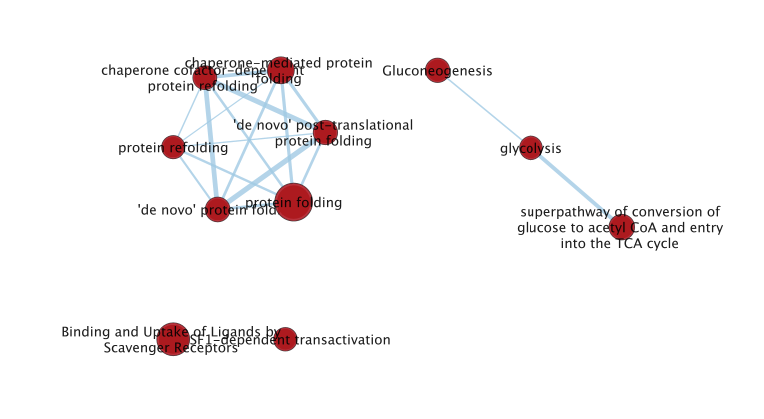 chaperone-mediated protein
folding
chaperone cofactor-dependent
protein refolding
Gluconeogenesis
'de novo' post-translational
protein folding
protein refolding
glycolysis
'de novo' protein fold
protein folding
superpathway of conversion of
glucose to acetyl CoA and entry
into the TCA cycle
Binding and Uptake of Ligands by
Scavenger Receptors
SF1-dependent transactivation